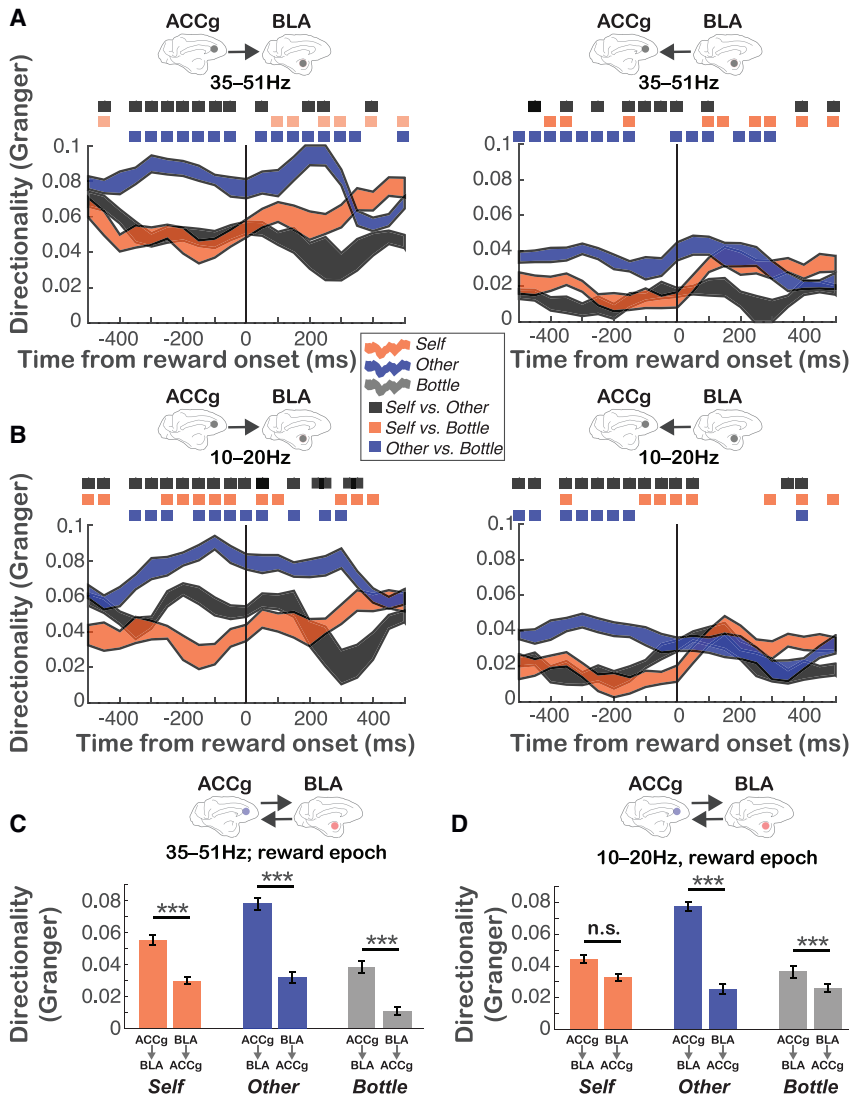 A
ACCg BLA
35–51Hz
ACCg BLA
35–51Hz
Directionality (Granger)
0.1
0.08
0.06
0.04
0.02
0
-400 -200 0 200 400
Time from reward onset (ms)
0.1
0.08
0.06
0.04
0.02
0
-400 -200 0 200 400
Time from reward onset (ms)
Self
Other
Bottle
Self vs. Other
Self vs. Bottle
Other vs. Bottle
B
ACCg BLA
10–20Hz
ACCg BLA
10–20Hz
Directionality (Granger)
0.1
0.08
0.06
0.04
0.02
0
-400 -200 0 200 400
Time from reward onset (ms)
0.1
0.08
0.06
0.04
0.02
0
-400 -200 0 200 400
Time from reward onset (ms)
C
ACCg BLA
35–51Hz; reward epoch
Directionality
(Granger)
0.08
0.06
0.04
0.02
0
***
***
***
ACCg BLA ACCg BLA ACCg BLA
BLA ACCg BLA ACCg BLA ACCg
Self Other Bottle
D
ACCg BLA
10–20Hz, reward epoch
Directionality
(Granger)
0.08
0.06
0.04
0.02
0
n.s.
***
***
ACCg BLA ACCg BLA ACCg BLA
BLA ACCg BLA ACCg BLA ACCg
Self Other Bottle